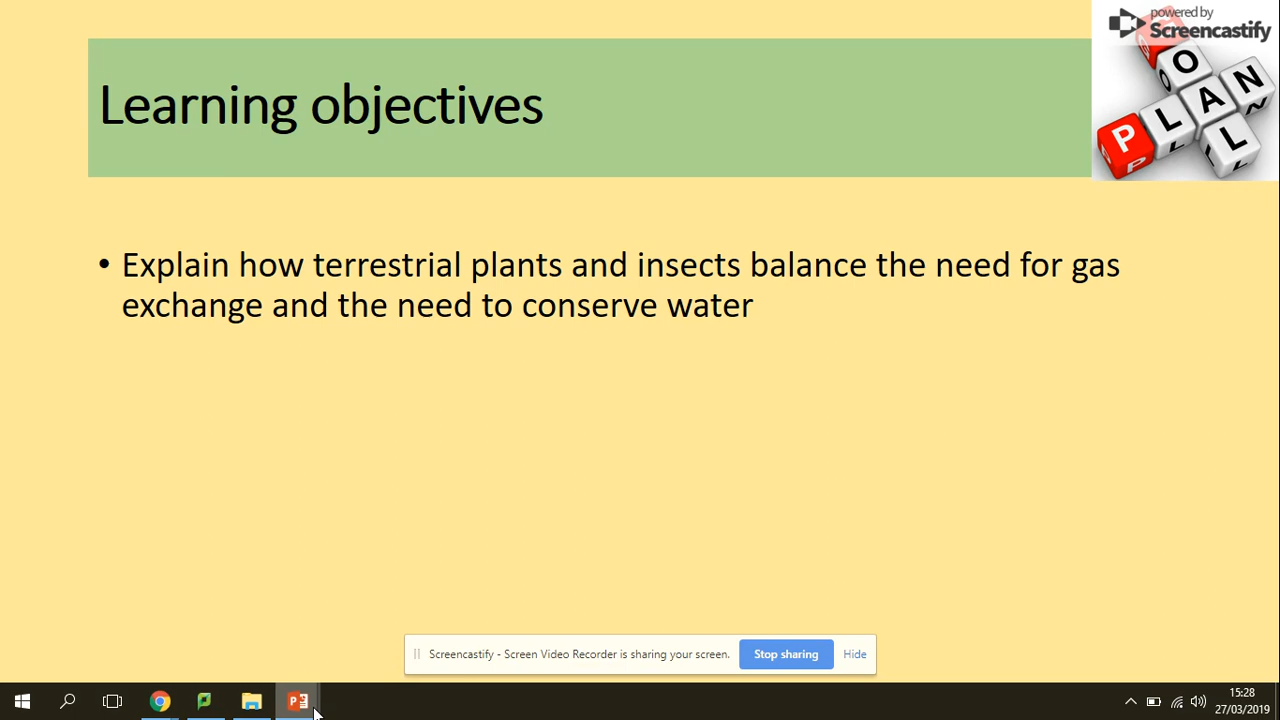 powered by
Screencastify
Learning objectives
G
O
P L A N
L
• Explain how terrestrial plants and insects balance the need for gas
exchange and the need to conserve water
Screencastify - Screen Video Recorder is sharing your screen. Stop sharing Hide
15:28
27/03/2019